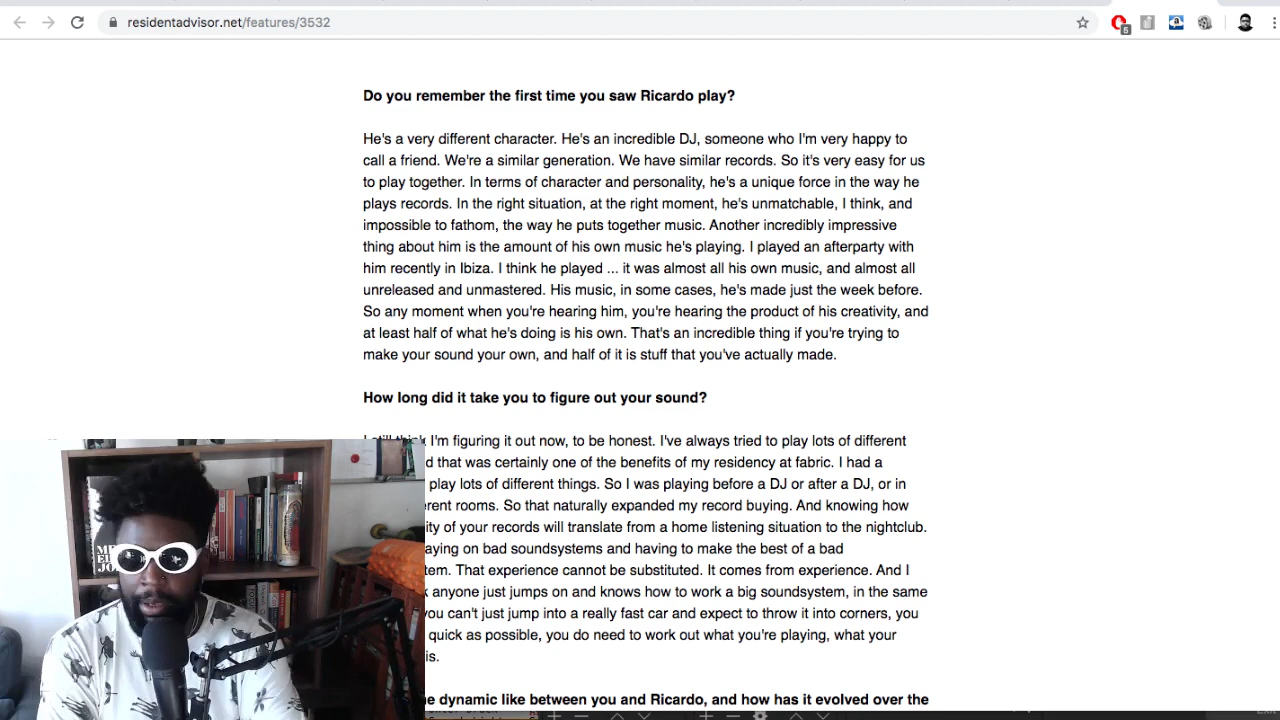 residentadvisor.net/features/3532
5
Do you remember the first time you saw Ricardo play?
He's a very different character. He's an incredible DJ, someone who I'm very happy to
call a friend. We're a similar generation. We have similar records. So it's very easy for us
to play together. In terms of character and personality, he's a unique force in the way he
plays records. In the right situation, at the right moment, he's unmatchable, I think, and
impossible to fathom, the way he puts together music. Another incredibly impressive
thing about him is the amount of his own music he's playing. I played an afterparty with
him recently in Ibiza. I think he played ... it was almost all his own music, and almost all
unreleased and unmastered. His music, in some cases, he's made just the week before.
So any moment when you're hearing him, you're hearing the product of his creativity, and
at least half of what he's doing is his own. That's an incredible thing if you're trying to
make your sound your own, and half of it is stuff that you've actually made.
How long did it take you to figure out your sound?
I still think I'm figuring it out now, to be honest. I've always tried to play lots of different
that was certainly one of the benefits of my residency at fabric. I had a
play lots of different things. So I was playing before a DJ or after a DJ, or in
rooms. So that naturally expanded my record buying. And knowing how
of your records will translate from a home listening situation to the nightclub.
on bad soundsystems and having to make the best of a bad
That experience cannot be substituted. It comes from experience. And I
anyone just jumps on and knows how to work a big soundsystem, in the same
you can't just jump into a really fast car and expect to throw it into corners, you
quick as possible, you do need to work out what you're playing, what your
is.
dynamic like between you and Ricardo, and how has it evolved over the